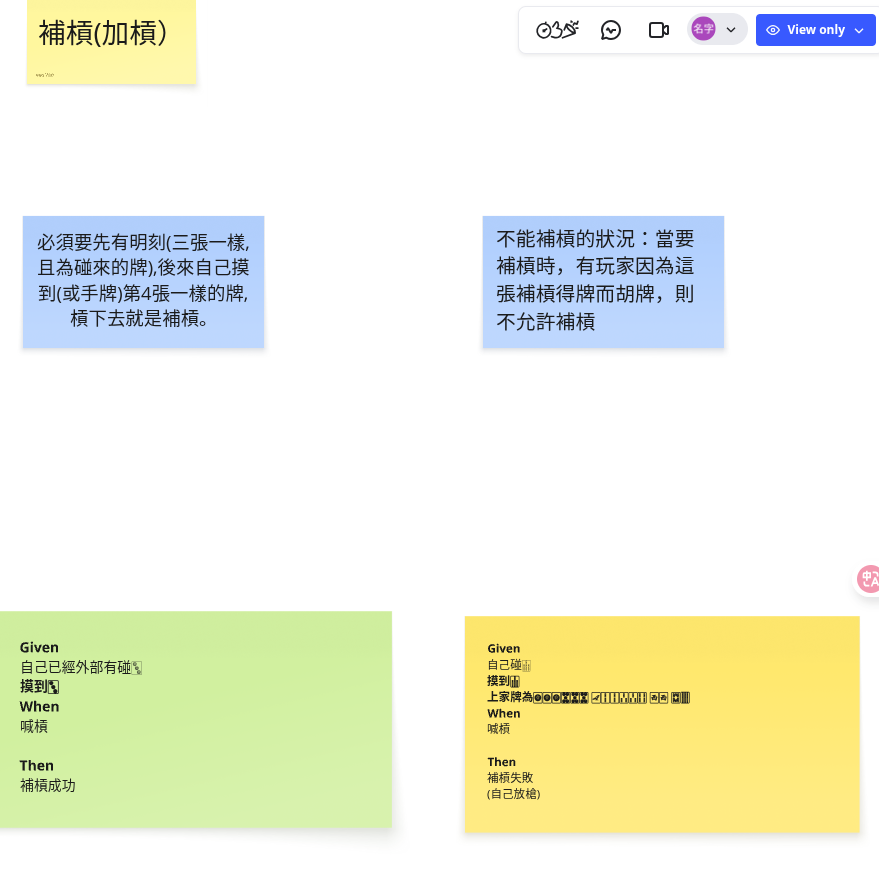 補槓(加槓）
名字
View only
必須要先有明刻(三張一樣,
且為碰來的牌),後來自己摸
到(或手牌)第4張一樣的牌,
槓下去就是補槓。
不能補槓的狀況：當要
補槓時，有玩家因為這
張補槓得牌而胡牌，則
不允許補槓
Given
自己已經外部有碰
摸到
When
喊槓
Then
補槓成功
Given
自己碰
摸到
上家牌為
When
喊槓
Then
補槓失敗
(自己放槍)